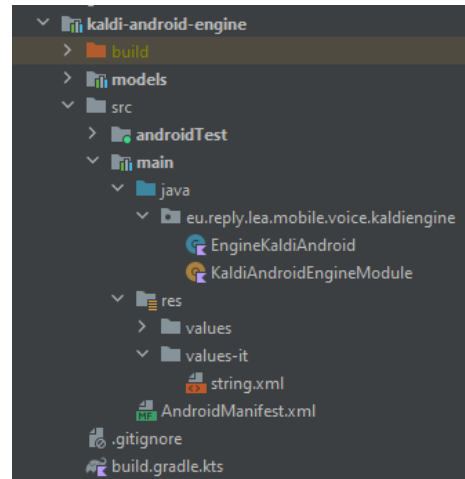 kaldi-android-engine
build
models
src
androidTest
main
java
eu.reply.lea.mobile.voice.kaldiengine
EngineKaldiAndroid
KaldiAndroidEngineModule
res
values
values-it
string.xml
MF AndroidManifest.xml
.gitignore
build.gradle.kts